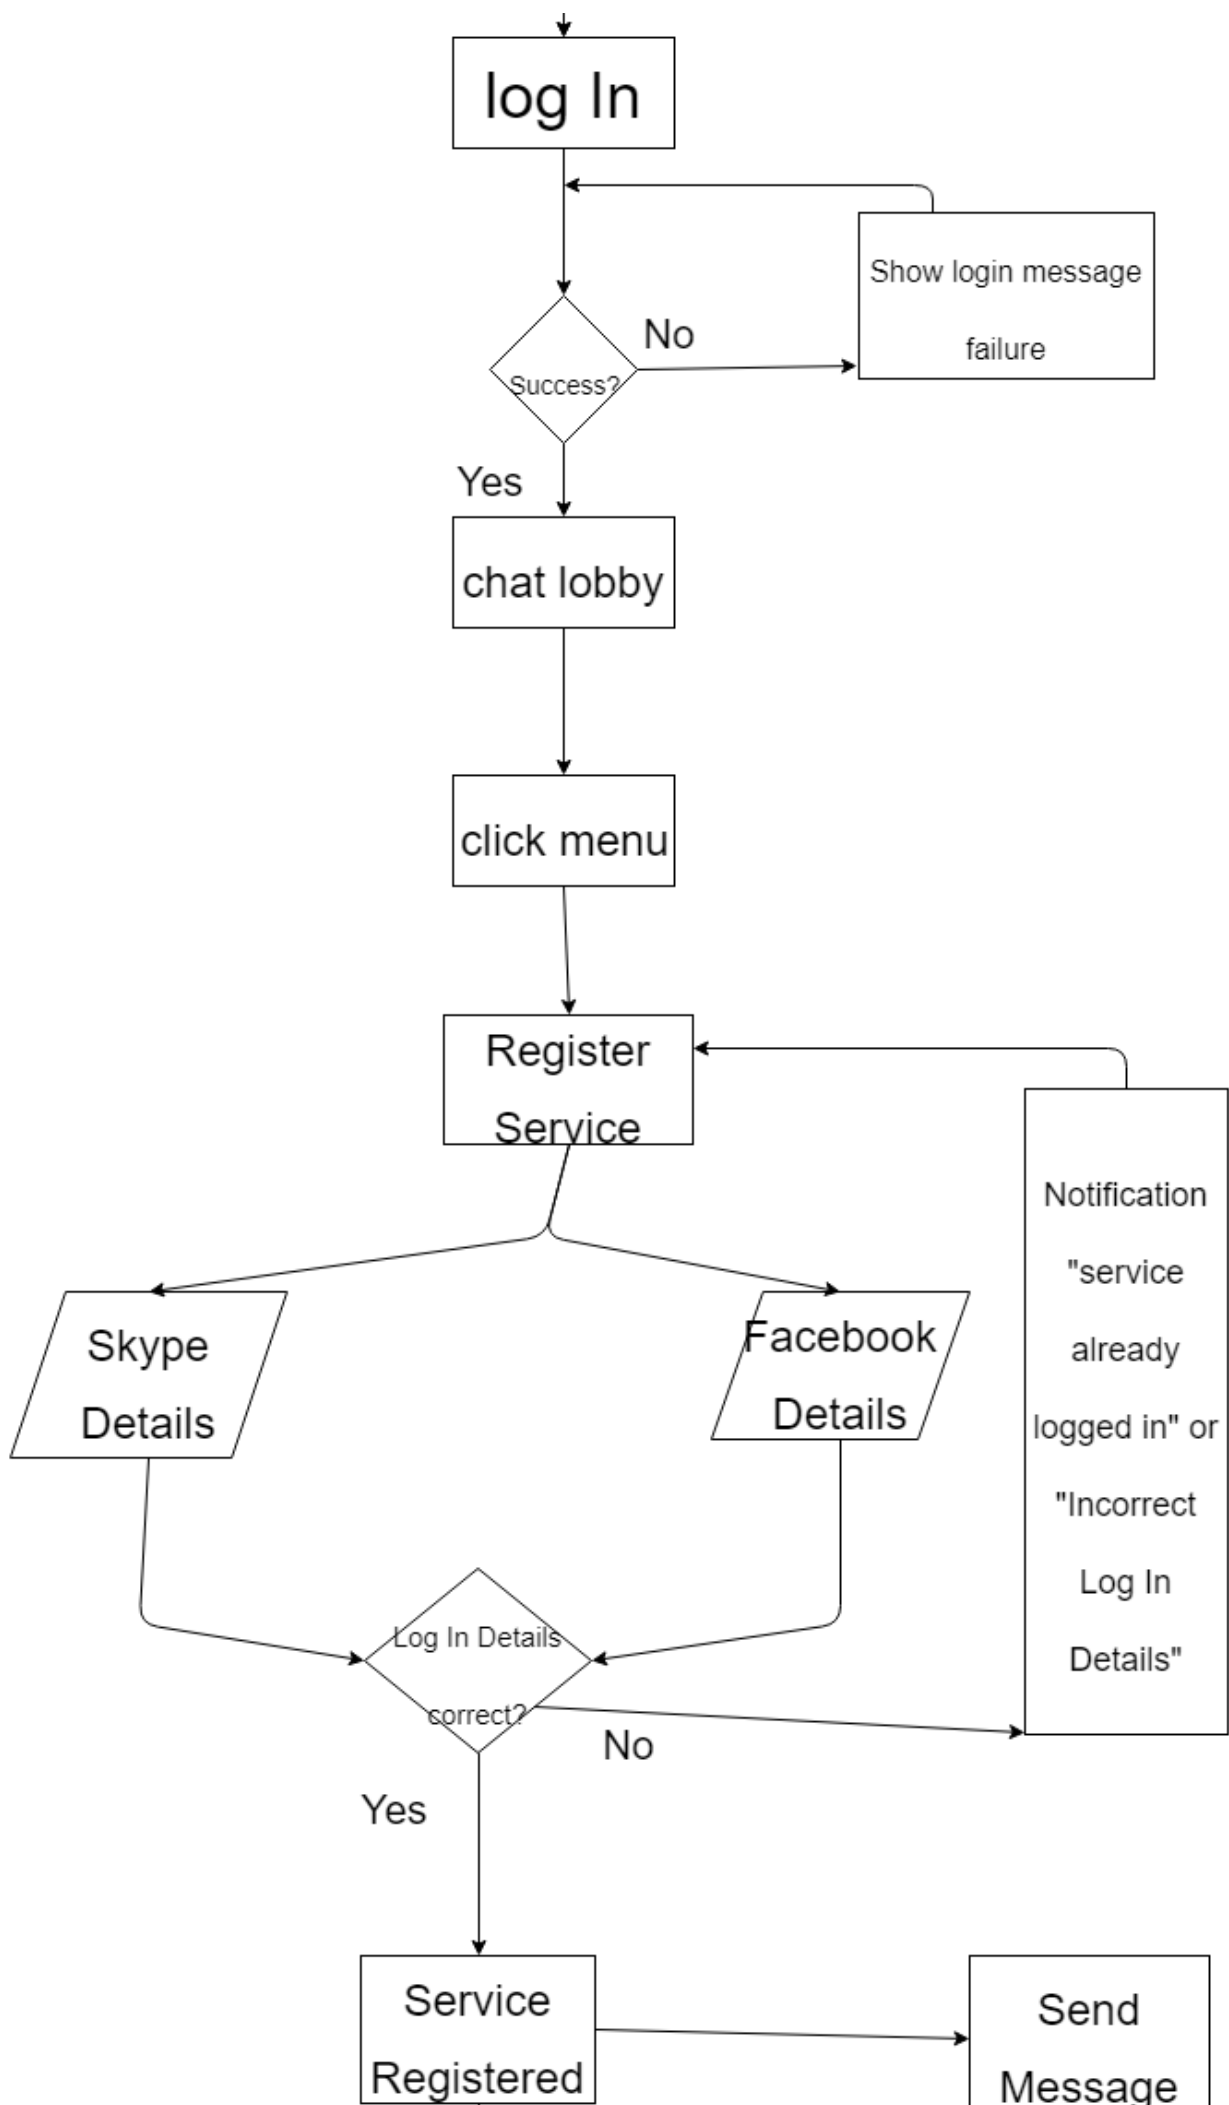 log In
Show login message
failure
No
Success?
Yes
chat lobby
click menu
Register
Service
Notification
"service
already
logged in" or
"Incorrect
Log In
Details"
Skype
Details
Facebook
Details
Log In Details
correct?
No
Yes
Service
Registered
Send
Message